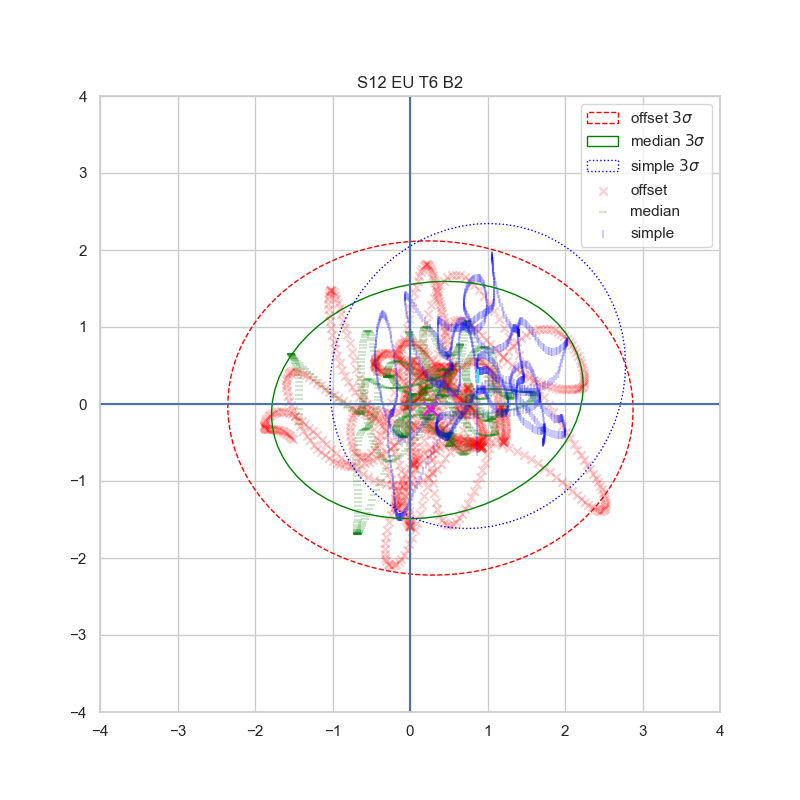 S12 EU T6 B2
offset 3σ
median 3σ
simple 3σ
offset
median
simple
4
3
2
1
0
−1
−2
−3
−4
−4 −3 −2 −1 0 1 2 3 4